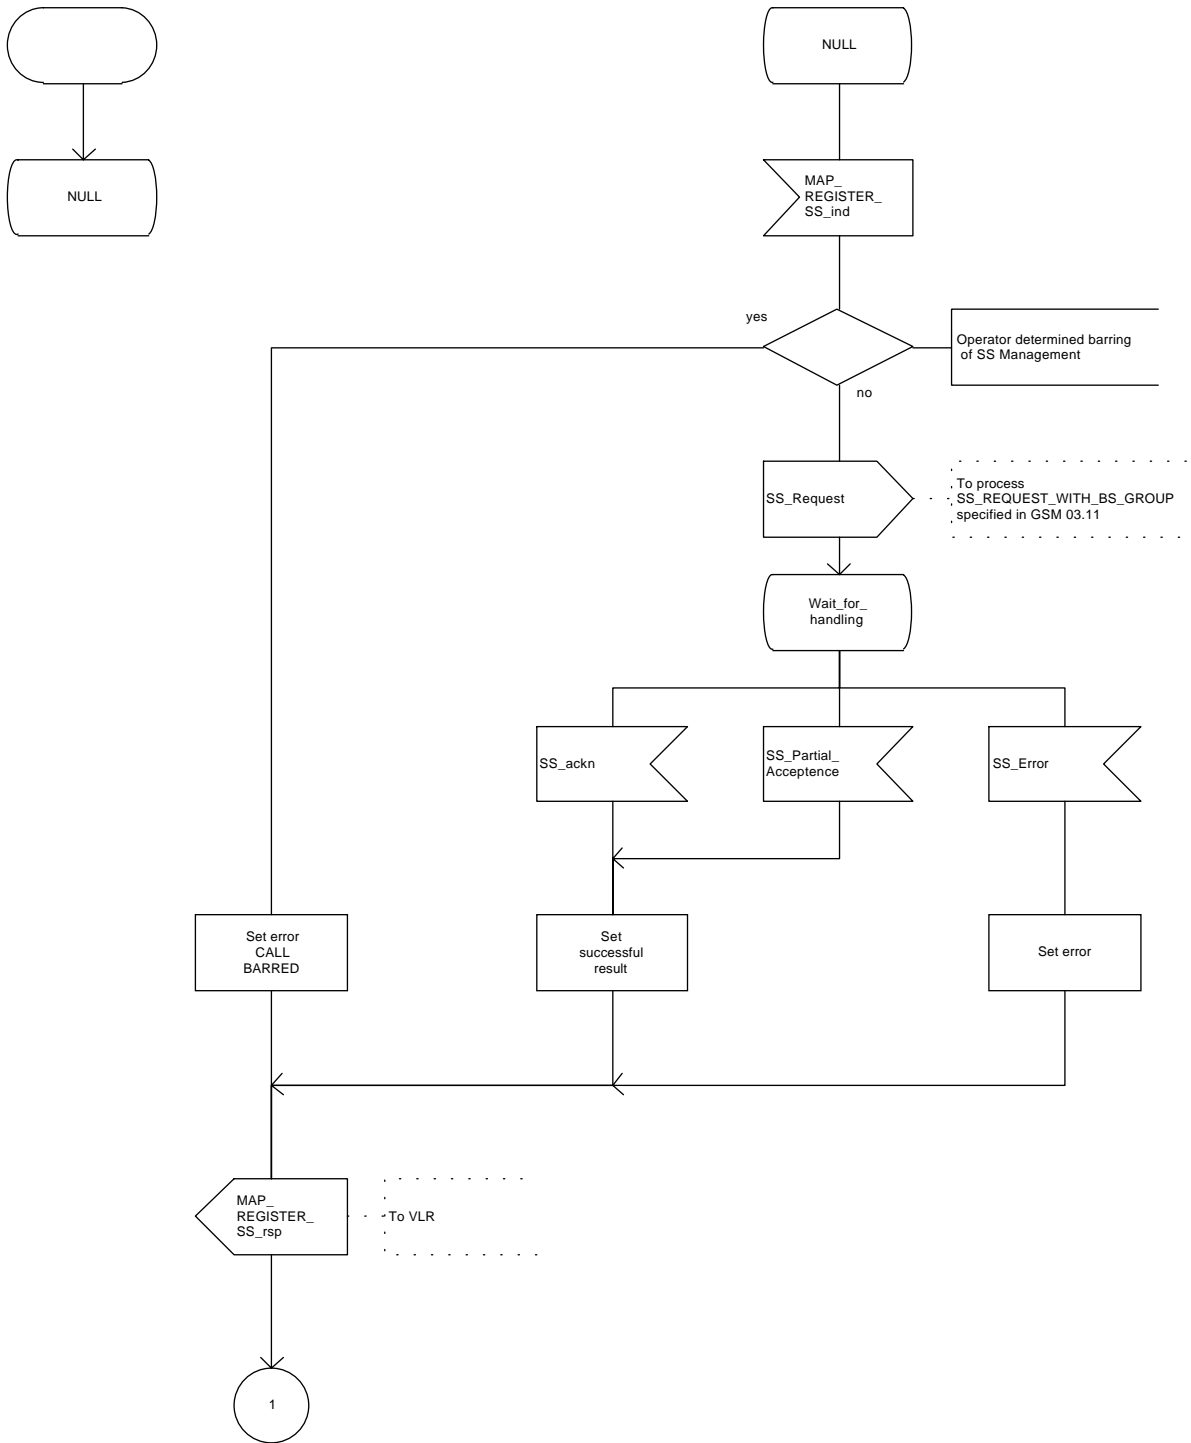 NULL
NULL
MAP_
REGISTER_
SS_ind
yes
Operator determined barring
of SS Management
no
SS_Request
To process
SS_REQUEST_WITH_BS_GROUP
specified in GSM 03.11
Wait_for_
handling
SS_ackn
SS_Partial_
Acceptence
SS_Error
Set error
CALL
BARRED
Set
successful
result
Set error
MAP_
REGISTER_
SS_rsp
To VLR
1